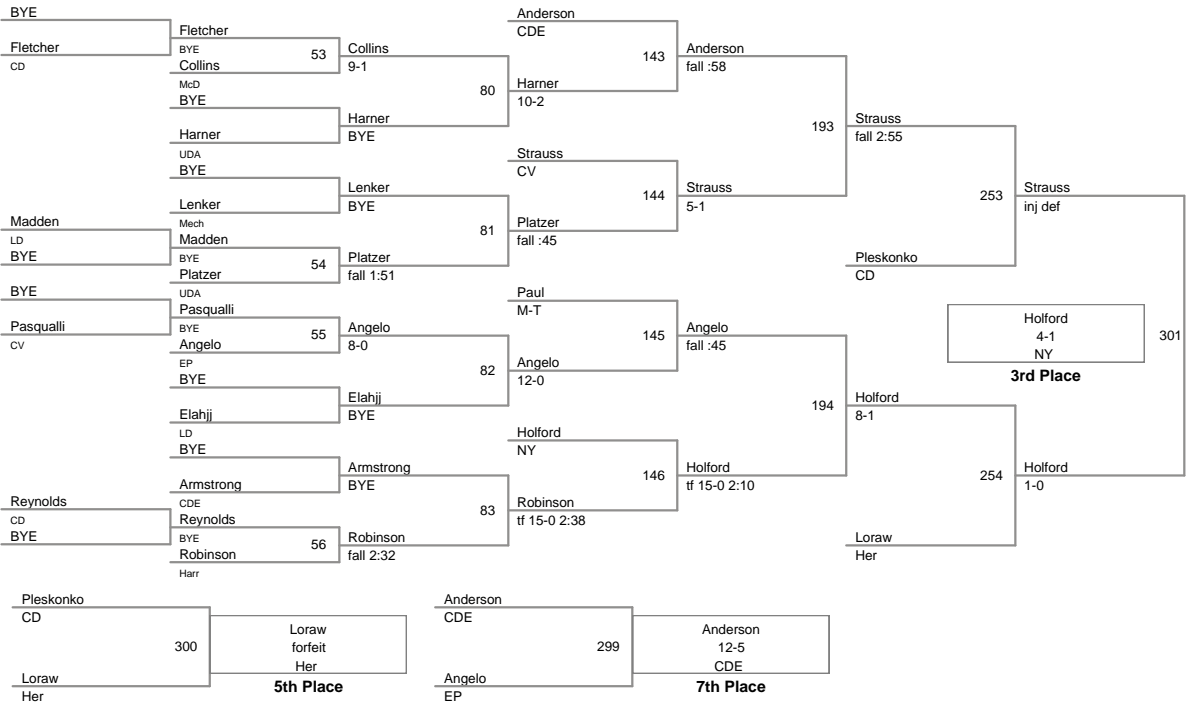 BYE
Fletcher
CD
Madden
LD
BYE
BYE
Pasqualli
CV
Reynolds
CD
BYE
Fletcher
BYE
53
Collins
McD
BYE
Harner
UDA
BYE
Lenker
Mech
Madden
BYE
54
Platzer
UDA
Pasqualli
BYE
55
Angelo
EP
BYE
Elahjj
LD
BYE
Armstrong
CDE
Reynolds
BYE
56
Robinson
Harr
Collins
9-1
80
Harner
BYE
Lenker
BYE
81
Platzer
fall 1:51
Angelo
8-0
82
Elahjj
BYE
Armstrong
BYE
83
Robinson
fall 2:32
Anderson
CDE
143
Harner
10-2
Strauss
CV
144
Platzer
fall :45
Paul
M-T
145
Angelo
12-0
Holford
NY
146
Robinson
tf 15-0 2:38
Anderson
fall :58
193
Strauss
5-1
Angelo
fall :45
194
Holford
tf 15-0 2:10
Strauss
fall 2:55
253
Pleskonko
CD
Holford
8-1
254
Loraw
Her
Strauss
inj def
301
Holford
1-0
Holford
4-1
NY
3rd Place
Pleskonko
CD
300
Loraw
Her
Loraw
forfeit
Her
5th Place
Anderson
CDE
299
Angelo
EP
Anderson
12-5
CDE
7th Place